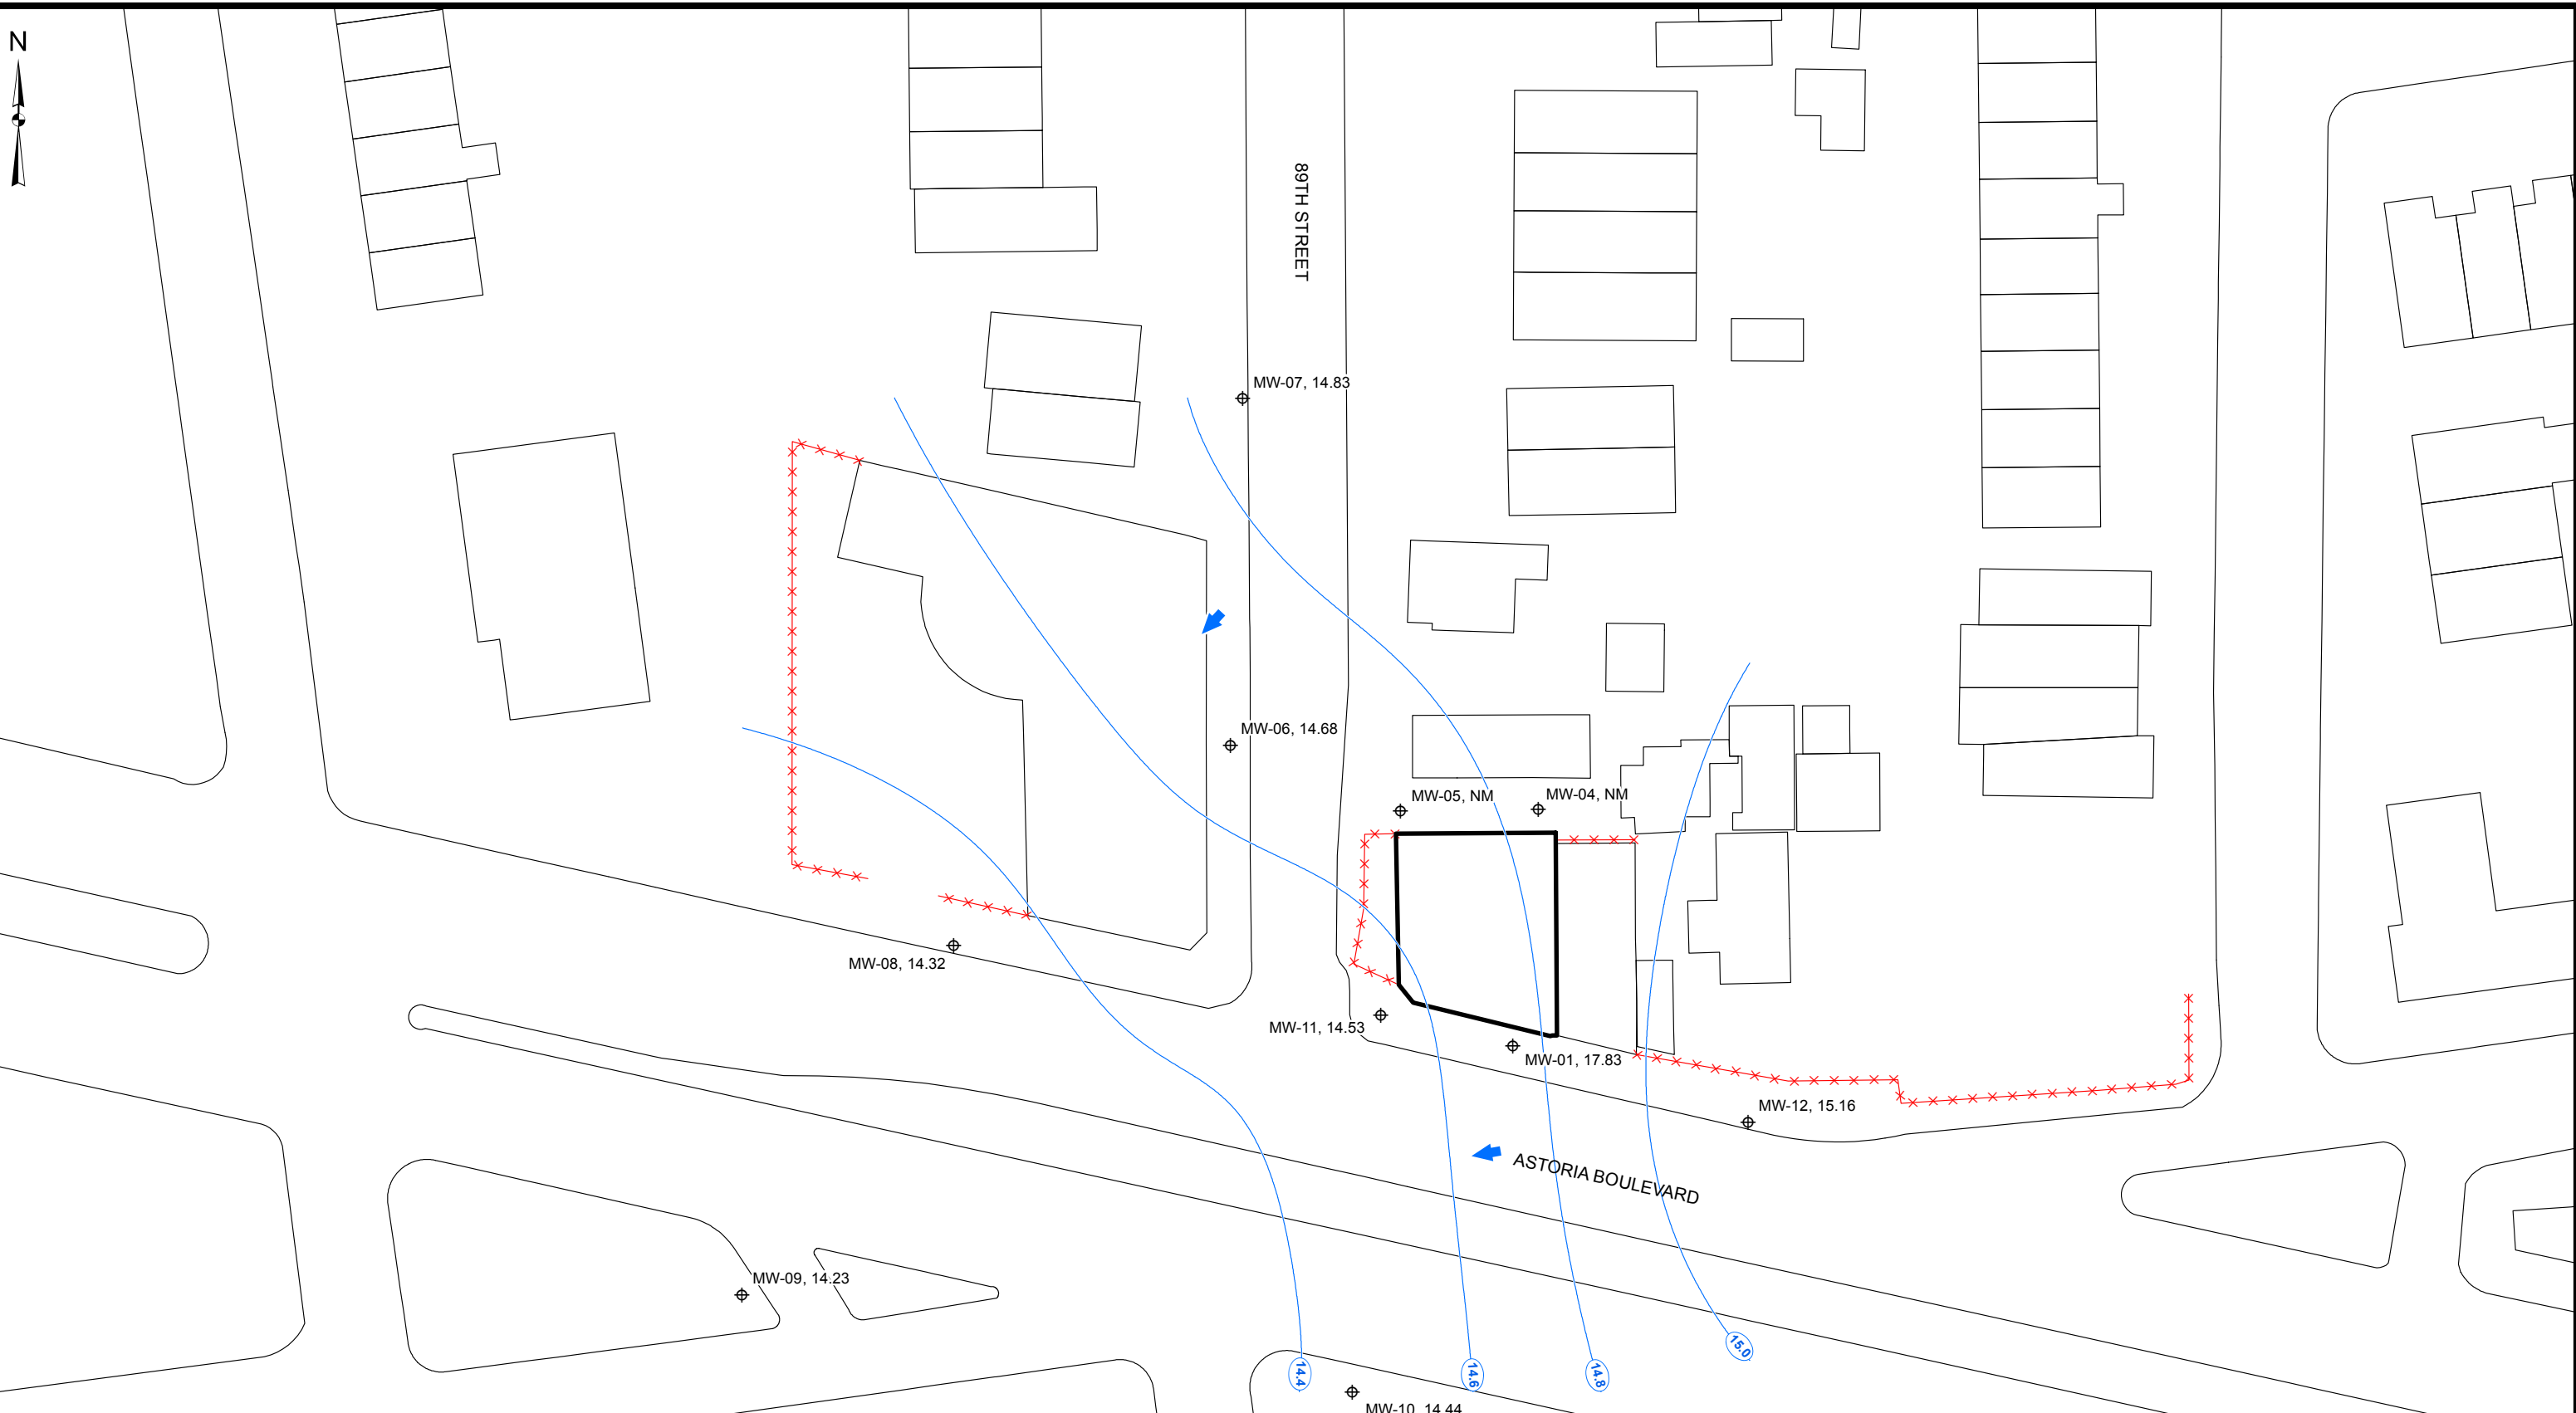 N
89TH STREET
MW-07, 14.83
MW-06, 14.68
MW-05, NM
MW-04, NM
MW-08, 14.32
MW-11, 14.53
MW-01, 17.83
MW-12, 15.16
ASTORIA BOULEVARD
MW-09, 14.23
15.0
14.4
14.6
14.8
MW-10, 14.44